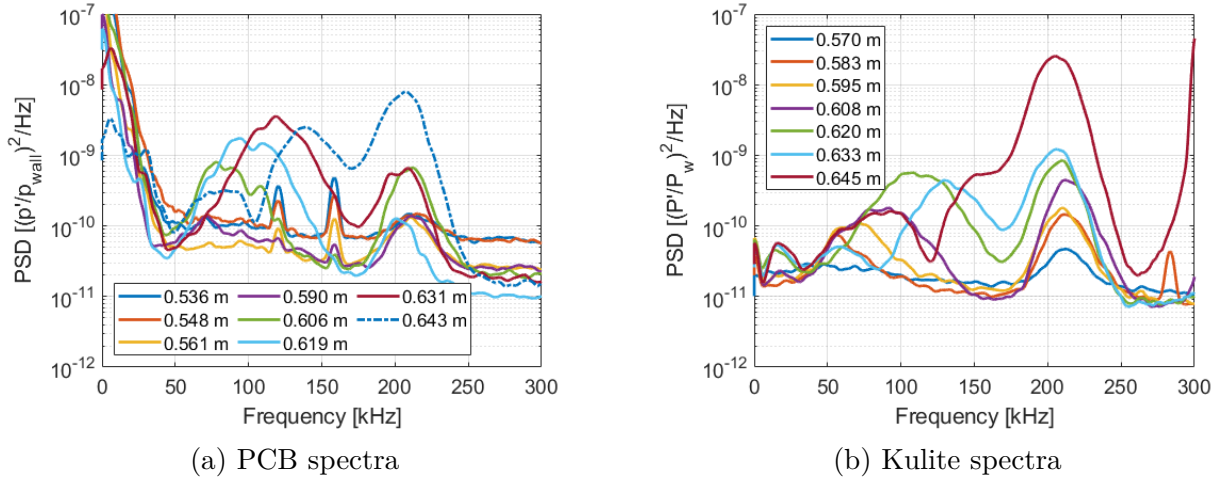 10^-7
10^-8
10^-9
10^-10
10^-11
10^-12
PSD [(p'/p_wall)^2/Hz]
0.536 m 0.590 m 0.631 m
0.548 m 0.606 m 0.643 m
0.561 m 0.619 m
0 50 100 150 200 250 300
Frequency [kHz]
(a) PCB spectra
10^-7
10^-8
10^-9
10^-10
10^-11
10^-12
PSD [(P'/P_w)^2/Hz]
0.570 m
0.583 m
0.595 m
0.608 m
0.620 m
0.633 m
0.645 m
0 50 100 150 200 250 300
Frequency [kHz]
(b) Kulite spectra